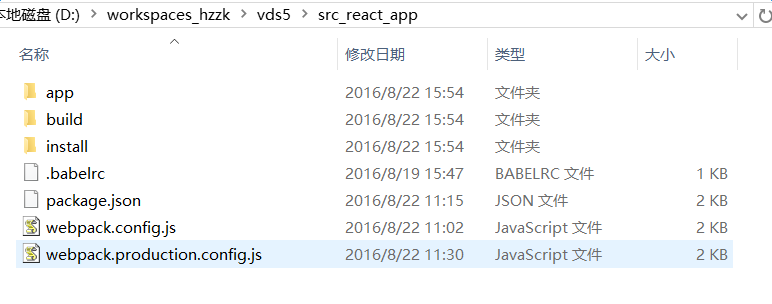 本地磁盘 (D:) › workspaces_hzzk › vds5 › src_react_app
名称 修改日期 类型 大小
app 2016/8/22 15:54 文件夹
build 2016/8/22 15:54 文件夹
install 2016/8/22 15:54 文件夹
.babelrc 2016/8/19 15:47 BABELRC 文件 1 KB
package.json 2016/8/22 11:15 JSON 文件 2 KB
webpack.config.js 2016/8/22 11:02 JavaScript 文件 2 KB
webpack.production.config.js 2016/8/22 11:30 JavaScript 文件 2 KB